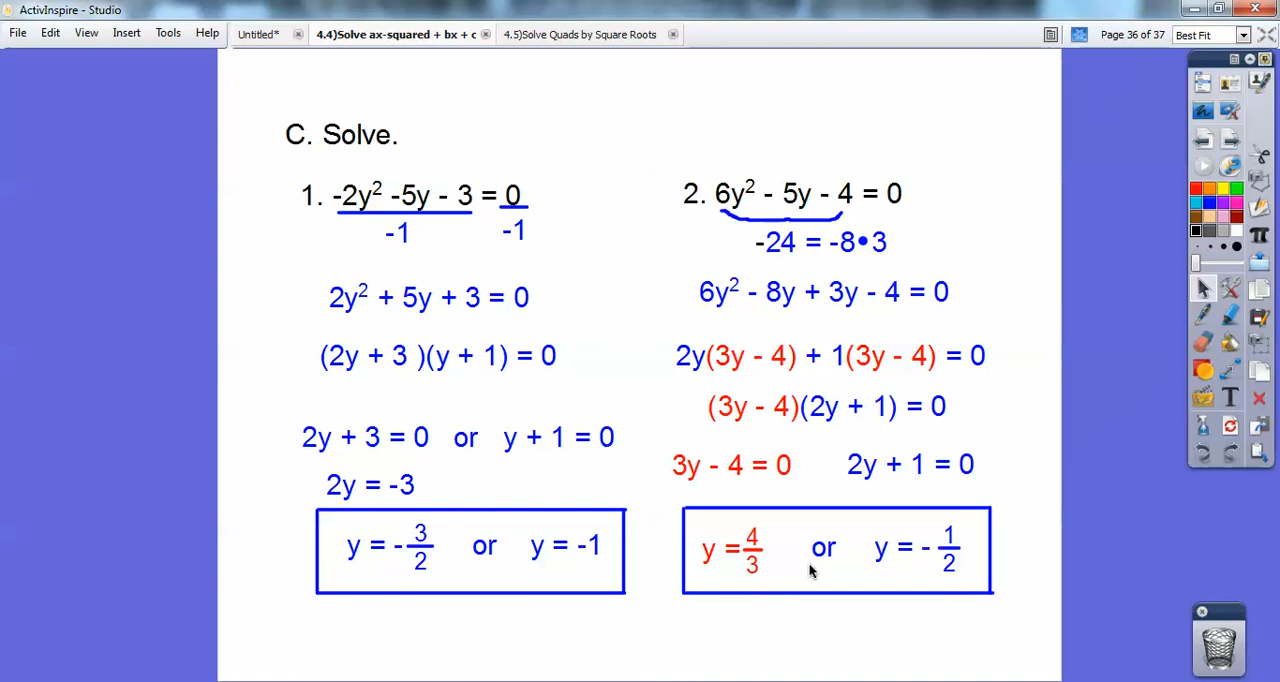 ActivInspire - Studio
File Edit View Insert Tools Help
Untitled* 4.4)Solve ax-squared + bx + c 4.5)Solve Quads by Square Roots Page 36 of 37 Best Fit
C. Solve.
1. -2y² -5y - 3 = 0
-1 -1
2y² + 5y + 3 = 0
(2y + 3 )(y + 1) = 0
2y + 3 = 0 or y + 1 = 0
2y = -3
y = - 3/2 or y = -1
2. 6y² - 5y - 4 = 0
-24 = -8•3
6y² - 8y + 3y - 4 = 0
2y(3y - 4) + 1(3y - 4) = 0
(3y - 4)(2y + 1) = 0
3y - 4 = 0 2y + 1 = 0
y = 4/3 or y = - 1/2